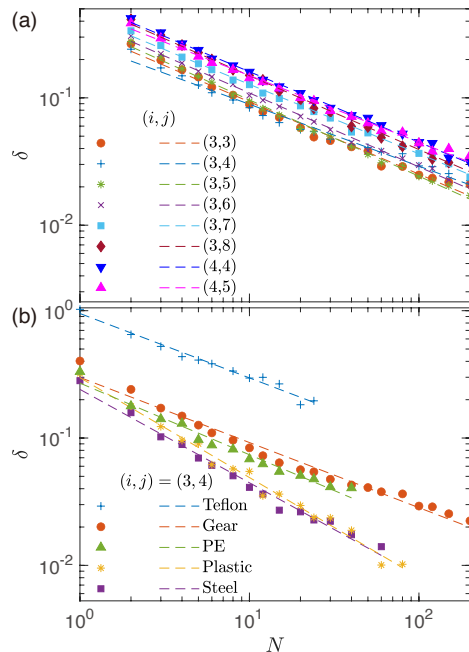 (a)
10^{-1}
10^{-2}
δ
(i, j)
(3,3)
(3,4)
(3,5)
(3,6)
(3,7)
(3,8)
(4,4)
(4,5)
(b)
10^{0}
10^{-1}
10^{-2}
δ
(i, j) = (3,4)
Teflon
Gear
PE
Plastic
Steel
10^{0}
10^{1}
10^{2}
N